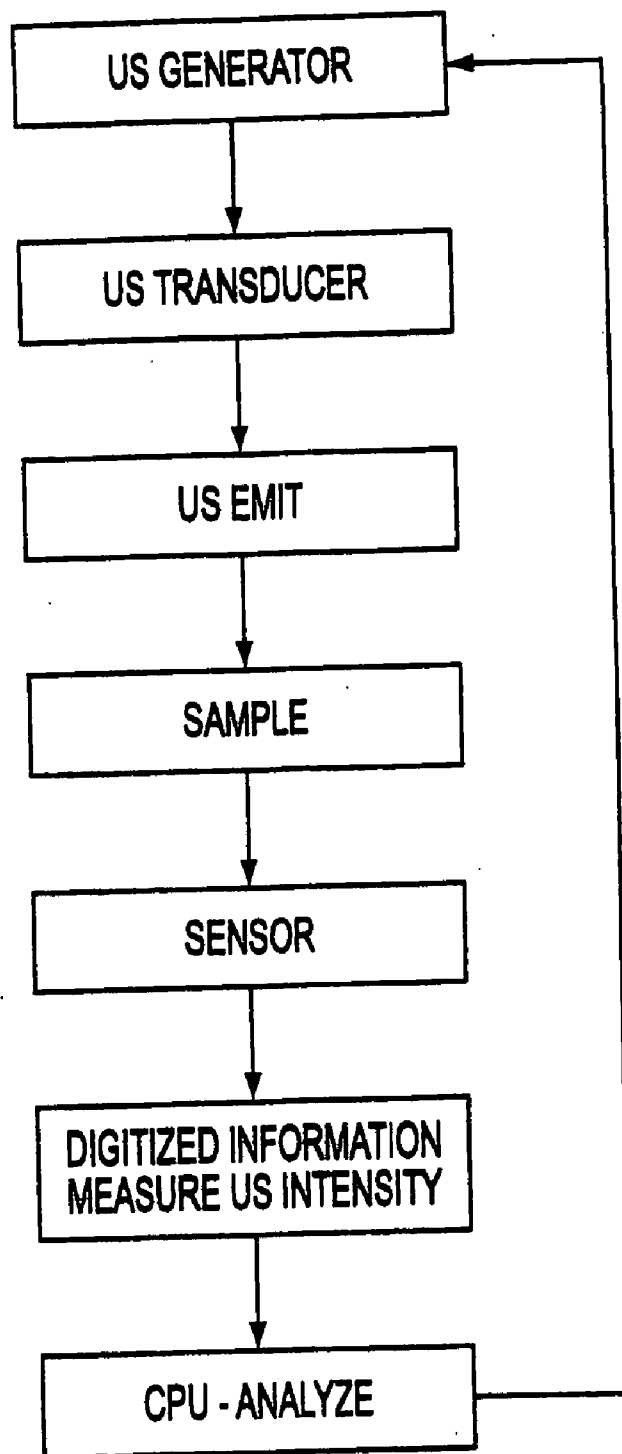 US GENERATOR
US TRANSDUCER
US EMIT
SAMPLE
SENSOR
DIGITIZED INFORMATION
MEASURE US INTENSITY
CPU - ANALYZE